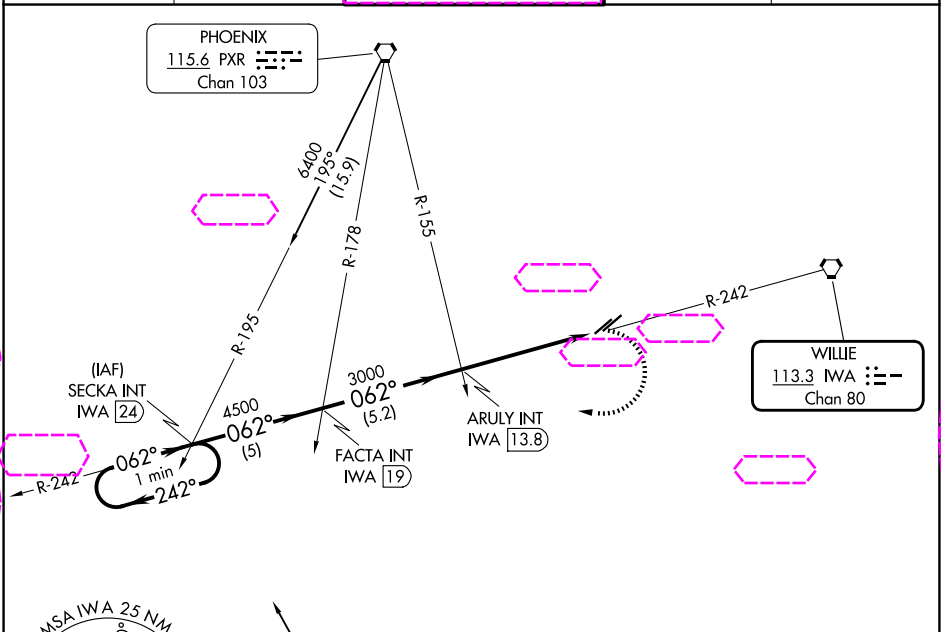 PHOENIX
115.6 PXR
Chan 103
6400
195°
(15.9)
R-178
R-155
R-195
R-242
WILLIE
113.3 IWA
Chan 80
(IAF)
SECKA INT
IWA 24
4500
062°
(5)
3000
062°
(5.2)
ARULY INT
IWA 13.8
FACTA INT
IWA 19
062°
1 min
242°
R-242
MSA IWA 25 NM